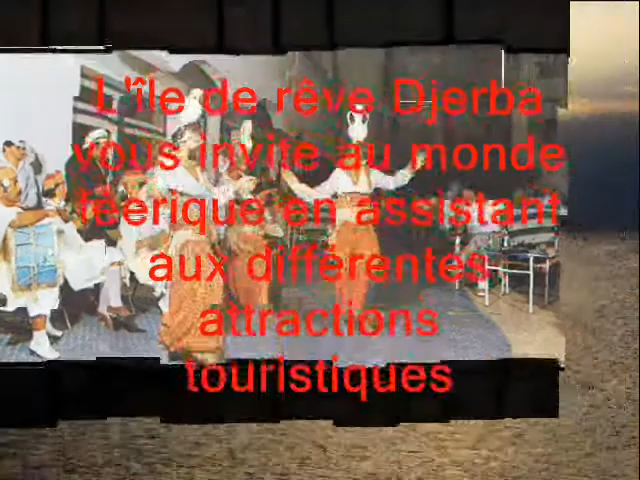 L'île de rêve Djerba
vous invite au monde
féerique en assistant
aux différentes
attractions
touristiques